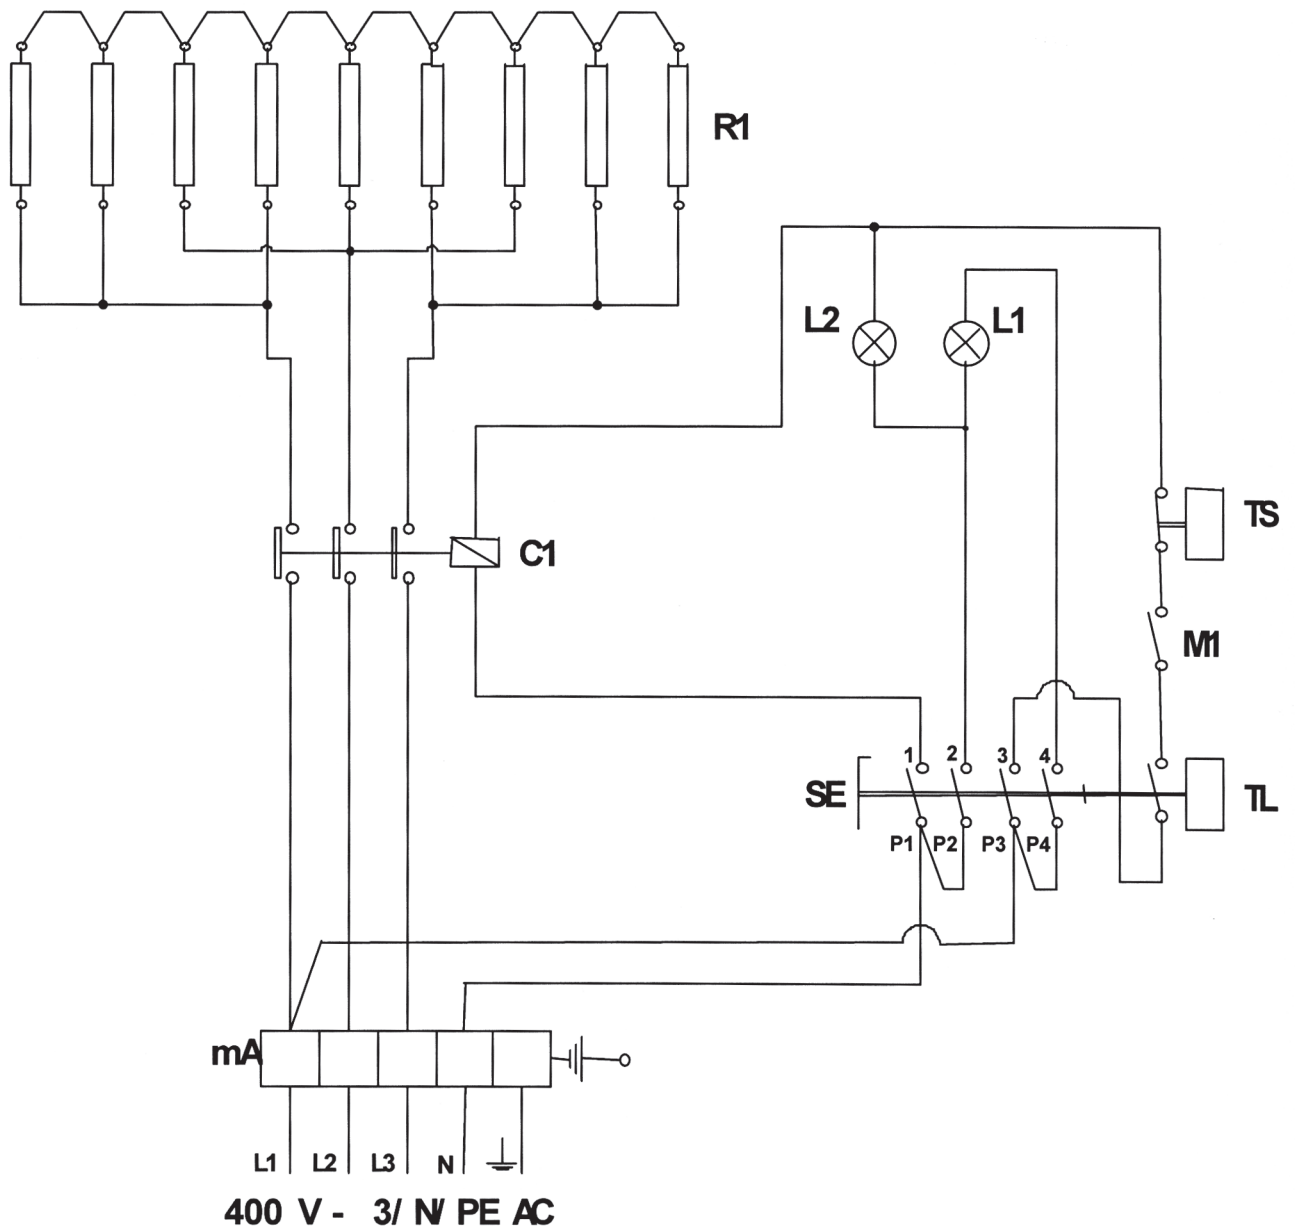 R1
L2 L1
TS
C1
M1
1 2 3 4
SE TL
P1 P2 P3 P4
mA
L1 L2 L3 N
400 V - 3/ N/ PE AC